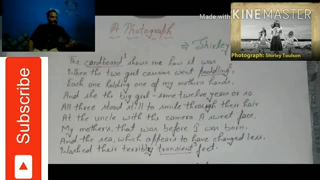 A Photograph
Made with
KINEMASTER
Photography: Shirley Toulson
→ Shirley
The cardboard shows me how it was
When the two girl cousins went paddling,
Each one holding one of my mothers hands,
And she the big girl - some twelve years or so.
All three stood still to smile through their hair
At the uncle with the camera. A sweet face,
My mothers, that was before I was born.
And the sea, which appears to have changed less,
Washed their terribly transient feet.
SUBSCRIBE